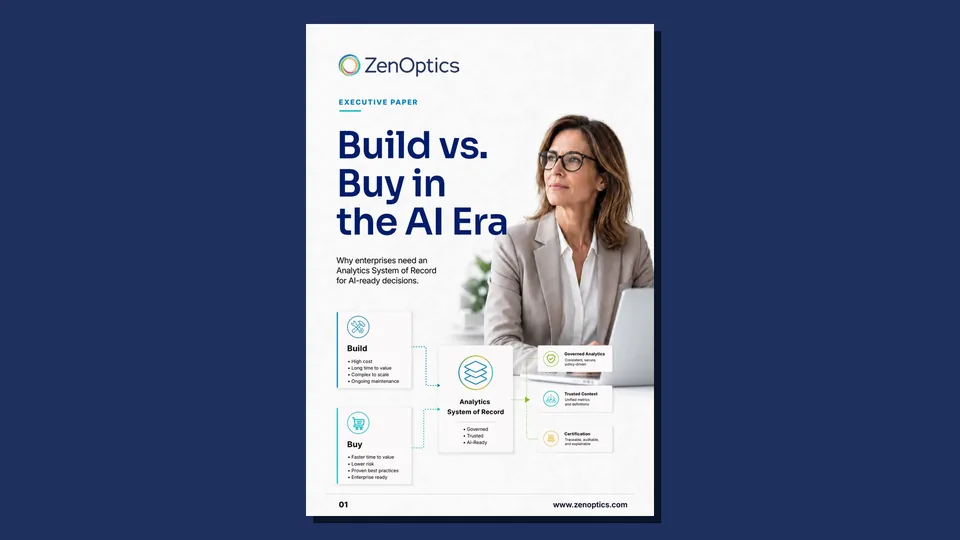 ZenOptics
EXECUTIVE PAPER
Build vs.
Buy in
the AI Era
Why enterprises need an
Analytics System of Record
for AI-ready decisions.
Build
• High cost
• Long time to value
• Complex to scale
• Ongoing maintenance
Buy
• Faster time to value
• Lower risk
• Proven best practices
• Enterprise ready
Analytics
System of Record
• Governed
• Trusted
• AI-Ready
Governed Analytics
Consistent, secure,
policy-driven
Trusted Context
Unified metrics
and definitions
Certification
Traceable, auditable,
and explainable
01
www.zenoptics.com